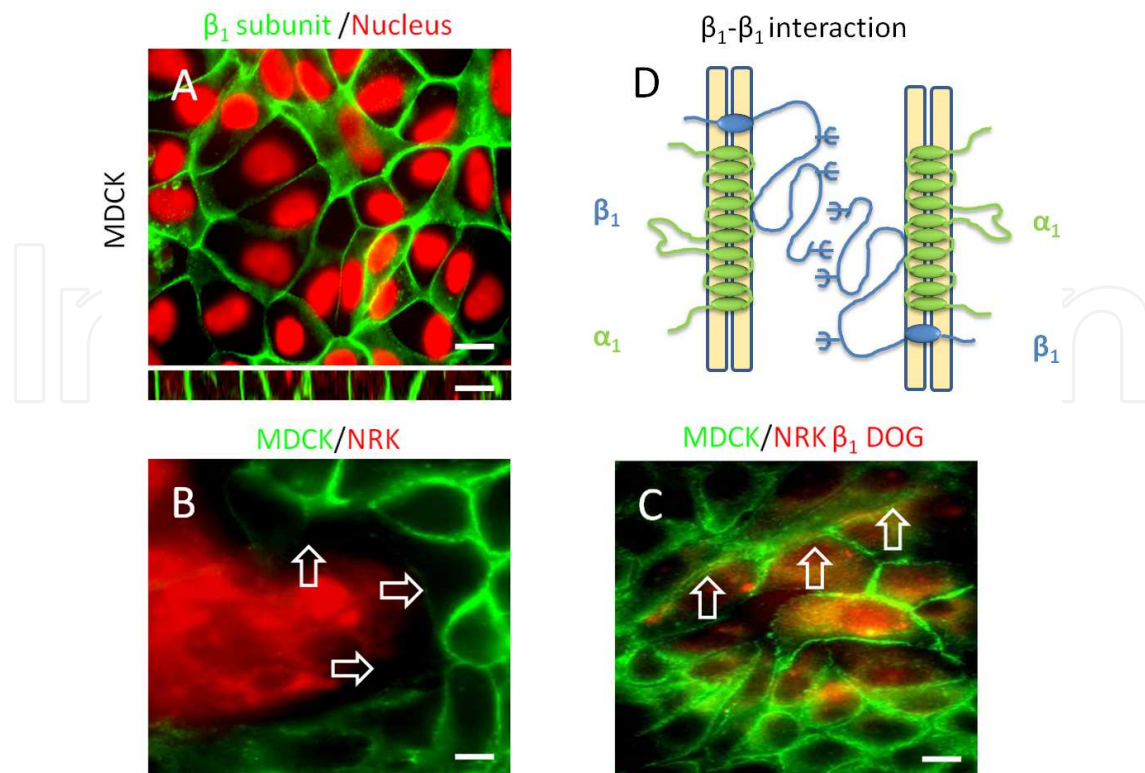 β₁ subunit /Nucleus
A
MDCK
MDCK/NRK
B
MDCK/NRK β₁ DOG
C
β₁-β₁ interaction
D
β₁
α₁
α₁
β₁